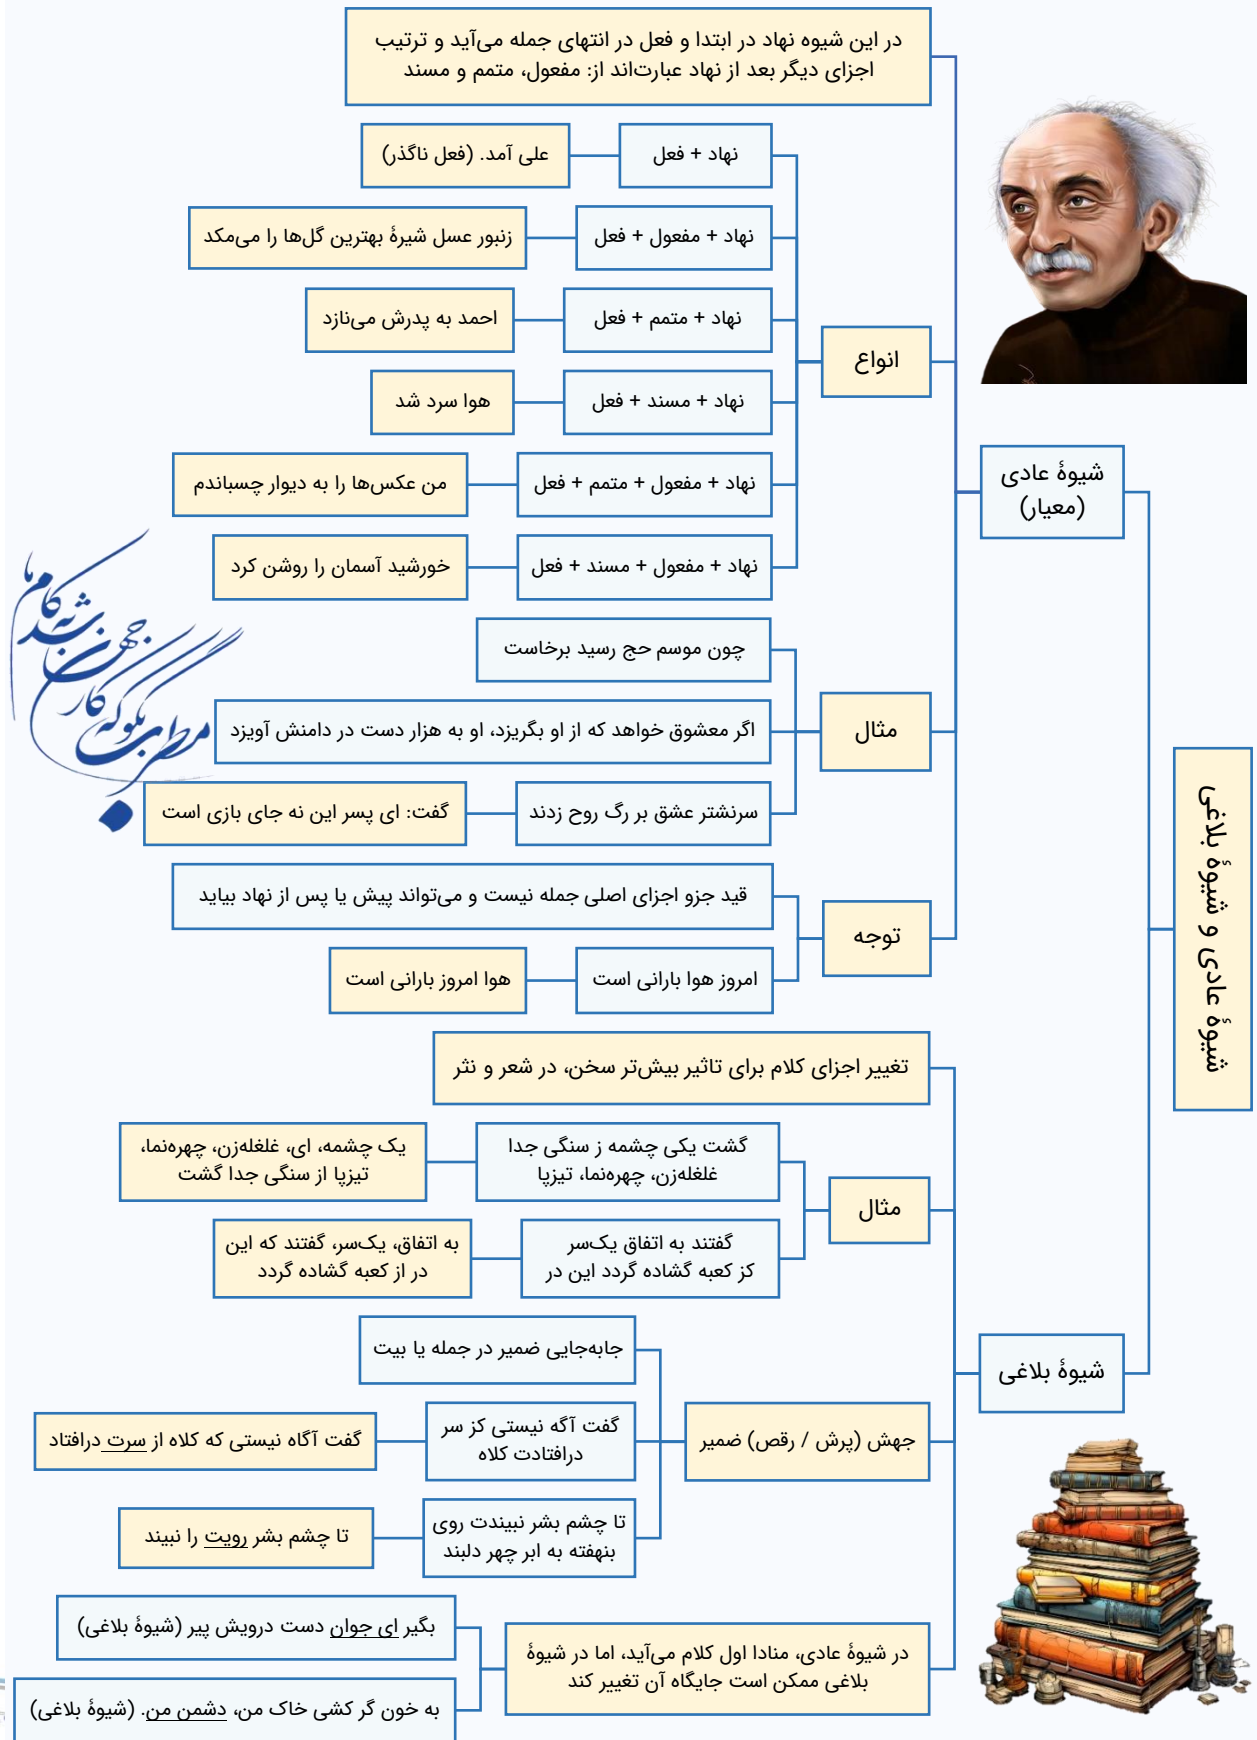 شیوهٔ عادی و شیوهٔ بلاغی
شیوهٔ عادی
(معیار)
در این شیوه نهاد در ابتدا و فعل در انتهای جمله می‌آید و ترتیب
اجزای دیگر بعد از نهاد عبارت‌اند از: مفعول، متمم و مسند
انواع
نهاد + فعل
علی آمد. (فعل ناگذر)
نهاد + مفعول + فعل
زنبور عسل شیرهٔ بهترین گل‌ها را می‌مکد
نهاد + متمم + فعل
احمد به پدرش می‌نازد
نهاد + مسند + فعل
هوا سرد شد
نهاد + مفعول + متمم + فعل
من عکس‌ها را به دیوار چسباندم
نهاد + مفعول + مسند + فعل
خورشید آسمان را روشن کرد
مثال
چون موسم حج رسید برخاست
اگر معشوق خواهد که از او بگریزد، او به هزار دست در دامنش آویزد
سرنشتر عشق بر رگ روح زدند
گفت: ای پسر این نه جای بازی است
توجه
قید جزو اجزای اصلی جمله نیست و می‌تواند پیش یا پس از نهاد بیاید
امروز هوا بارانی است
هوا امروز بارانی است
شیوهٔ بلاغی
تغییر اجزای کلام برای تاثیر بیش‌تر سخن، در شعر و نثر
مثال
گشت یکی چشمه ز سنگی جدا
غلغله‌زن، چهره‌نما، تیزپا
یک چشمه، ای، غلغله‌زن، چهره‌نما،
تیزپا از سنگی جدا گشت
گفتند به اتفاق یک‌سر
کز کعبه گشاده گردد این در
به اتفاق، یک‌سر، گفتند که این
در از کعبه گشاده گردد
جهش (پرش / رقص) ضمیر
جابه‌جایی ضمیر در جمله یا بیت
گفت آگه نیستی کز سر
درافتادت کلاه
گفت آگاه نیستی که کلاه از سرت درافتاد
تا چشم بشر نبیندت روی
بنهفته به ابر چهر دلبند
تا چشم بشر رویت را نبیند
در شیوهٔ عادی، منادا اول کلام می‌آید، اما در شیوهٔ
بلاغی ممکن است جایگاه آن تغییر کند
بگیر ای جوان دست درویش پیر (شیوهٔ بلاغی)
به خون گر کشی خاک من، دشمن من. (شیوهٔ بلاغی)
مطرب بگو که کار جهان شد به کام ما